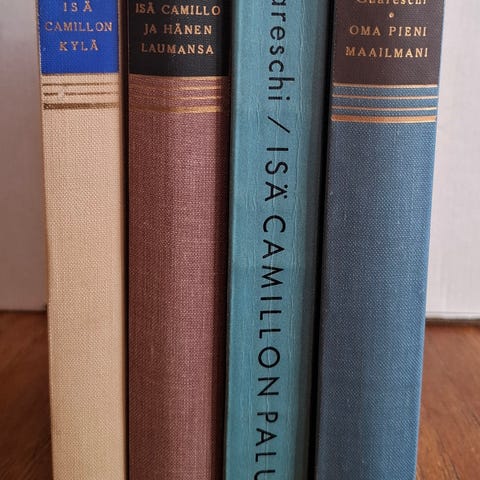 ISÄ
CAMILLON
KYLÄ
ISÄ CAMILLO
JA HÄNEN
LAUMANSA
areschi / ISÄ CAMILLON PALU
Guareschi
OMA PIENI
MAAILMANI